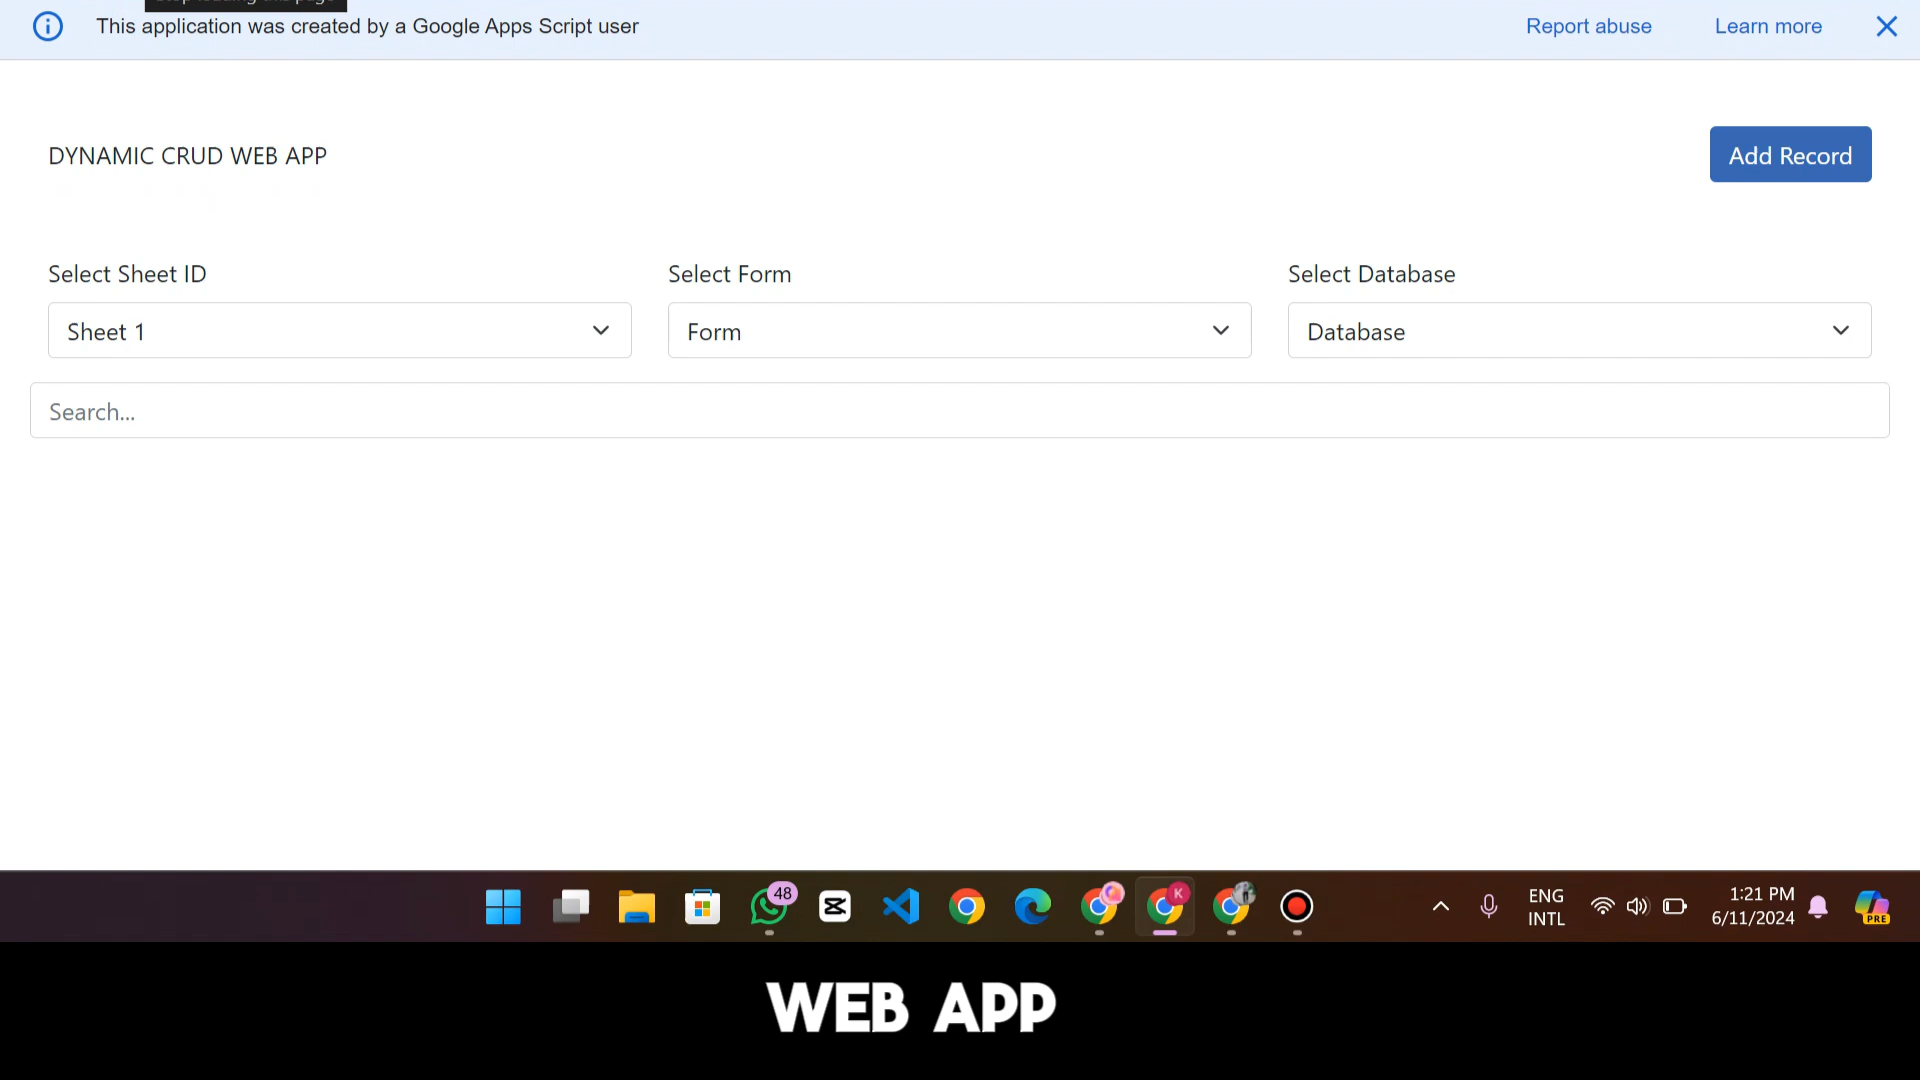 This application was created by a Google Apps Script user
Report abuse
Learn more
DYNAMIC CRUD WEB APP
Add Record
Select Sheet ID
Select Form
Select Database
Sheet 1
Form
Database
Search...
48
K
ENG
INTL
1:21 PM
6/11/2024
PRE
WEB APP